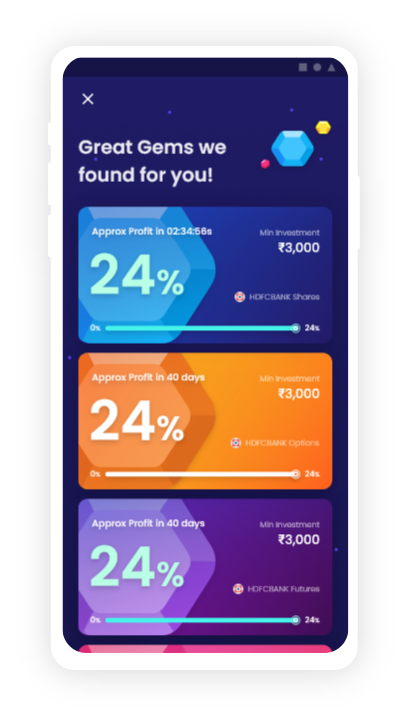 Great Gems we
found for you!
Approx Profit in 02:34:56s
24%
Min Investment
₹3,000
HDFCBANK Shares
0%
24%
Approx Profit in 40 days
24%
Min Investment
₹3,000
HDFCBANK Options
0%
24%
Approx Profit in 40 days
24%
Min Investment
₹3,000
HDFCBANK Futures
0%
24%